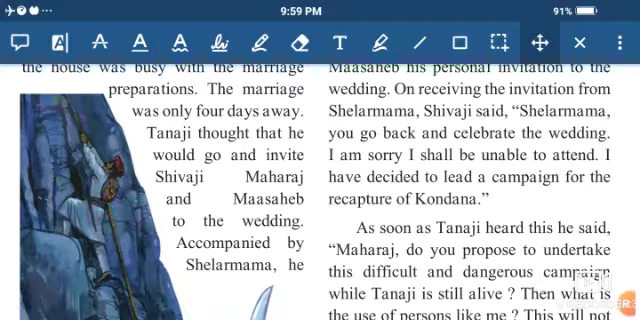 9:59 PM
91%
the house was busy with the marriage
preparations. The marriage
was only four days away.
Tanaji thought that he
would go and invite
Shivaji Maharaj
and Maasaheb
to the wedding.
Accompanied by
Shelarmama, he
Maasaheb his personal invitation to the
wedding. On receiving the invitation from
Shelarmama, Shivaji said, “Shelarmama,
you go back and celebrate the wedding.
I am sorry I shall be unable to attend. I
have decided to lead a campaign for the
recapture of Kondana.”
As soon as Tanaji heard this he said,
“Maharaj, do you propose to undertake
this difficult and dangerous campaign
while Tanaji is still alive ? Then what is
the use of persons like me ? This will not